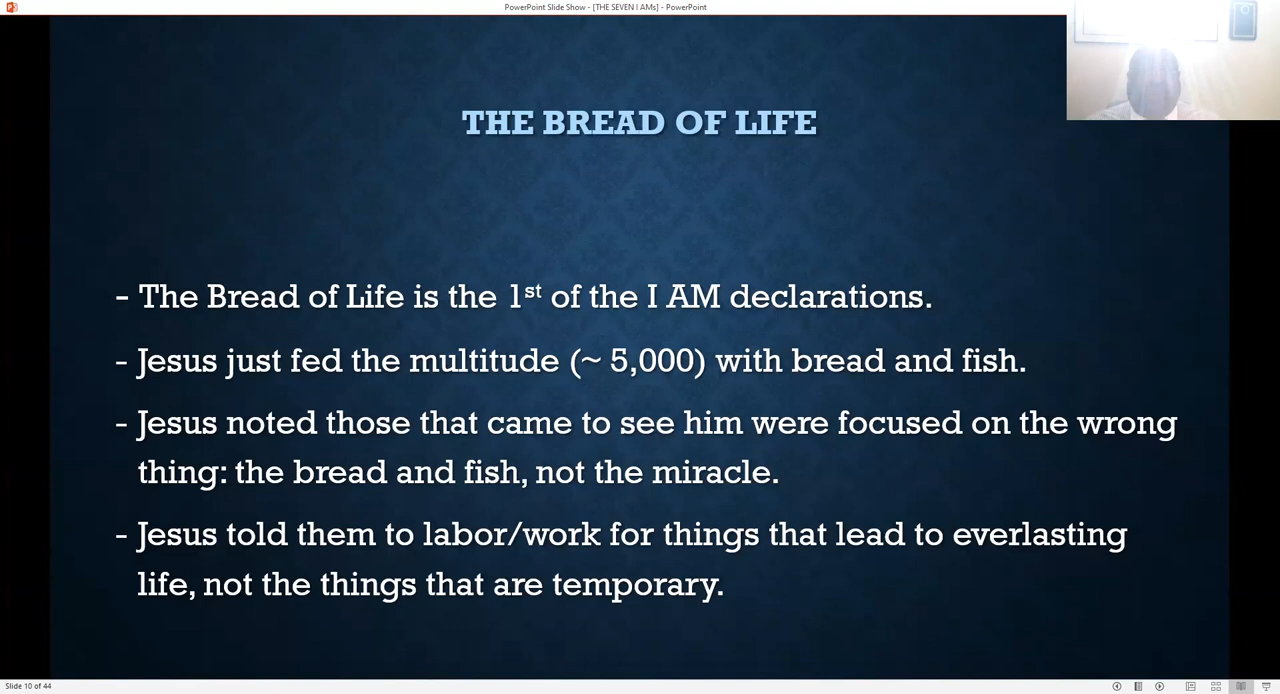 PowerPoint Slide Show - [THE SEVEN I AMs] - PowerPoint
THE BREAD OF LIFE
- The Bread of Life is the 1st of the I AM declarations.
- Jesus just fed the multitude (~ 5,000) with bread and fish.
- Jesus noted those that came to see him were focused on the wrong
thing: the bread and fish, not the miracle.
- Jesus told them to labor/work for things that lead to everlasting
life, not the things that are temporary.
Slide 10 of 44